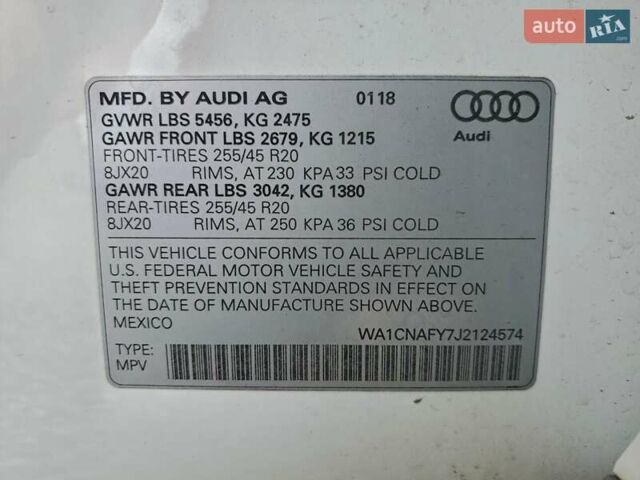 auto RIA
.com
MFD. BY AUDI AG 0118
GVWR LBS 5456, KG 2475
GAWR FRONT LBS 2679, KG 1215
FRONT-TIRES 255/45 R20
8JX20 RIMS, AT 230 KPA 33 PSI COLD
GAWR REAR LBS 3042, KG 1380
REAR-TIRES 255/45 R20
8JX20 RIMS, AT 250 KPA 36 PSI COLD
Audi
THIS VEHICLE CONFORMS TO ALL APPLICABLE
U.S. FEDERAL MOTOR VEHICLE SAFETY AND
THEFT PREVENTION STANDARDS IN EFFECT ON
THE DATE OF MANUFACTURE SHOWN ABOVE.
MEXICO
WA1CNAFY7J2124574
TYPE:
MPV